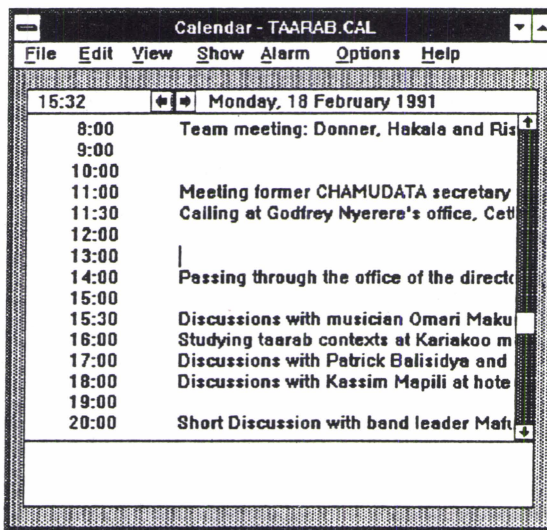 Calendar - TAARAB.CAL
File Edit View Show Alarm Options Help
15:32 Monday, 18 February 1991
8:00 Team meeting: Donner, Hakala and Ris
9:00
10:00
11:00 Meeting former CHAMUDATA secretary
11:30 Calling at Godfrey Nyerere's office, Cett
12:00
13:00
14:00 Passing through the office of the directo
15:00
15:30 Discussions with musician Omari Maku
16:00 Studying taarab contexts at Kariakoo m
17:00 Discussions with Patrick Balisidya and
18:00 Discussions with Kassim Mapili at hote
19:00
20:00 Short Discussion with band leader Mafu